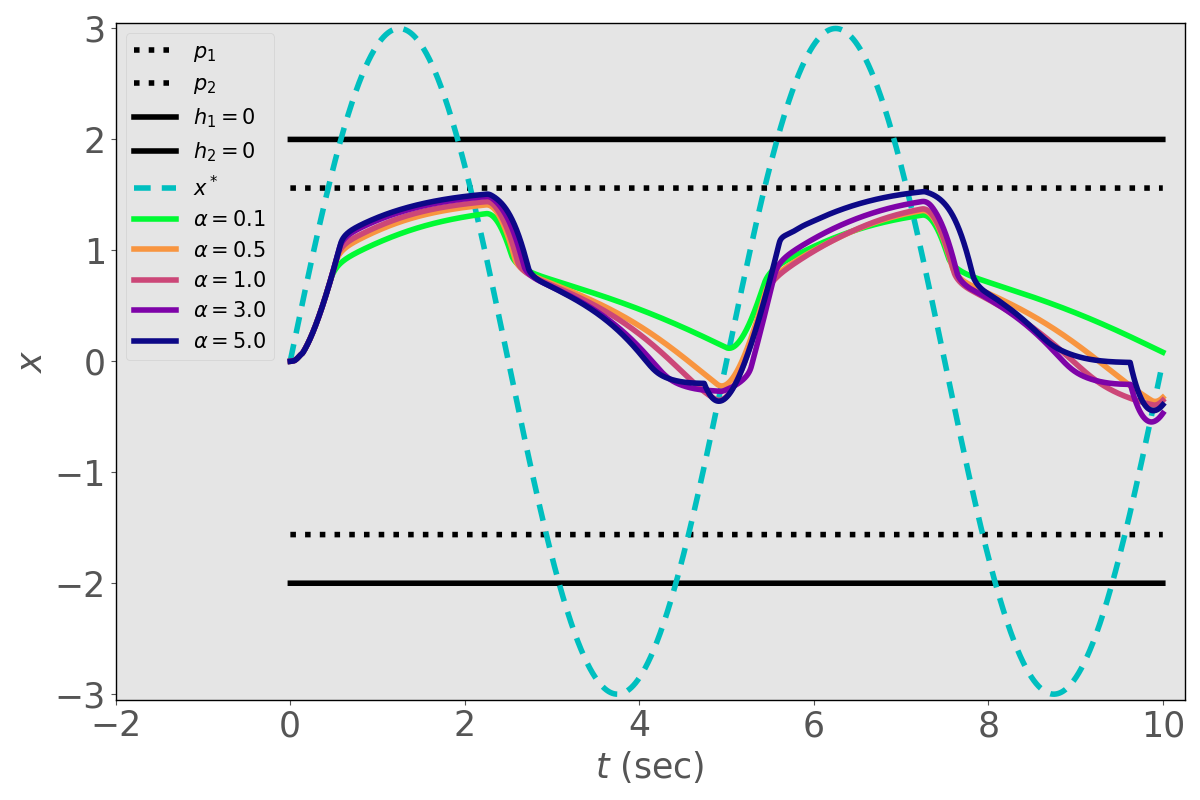 3
2
1
0
−1
−2
−3
x
p₁
p₂
h₁ = 0
h₂ = 0
x*
α = 0.1
α = 0.5
α = 1.0
α = 3.0
α = 5.0
−2 0 2 4 6 8 10
t (sec)